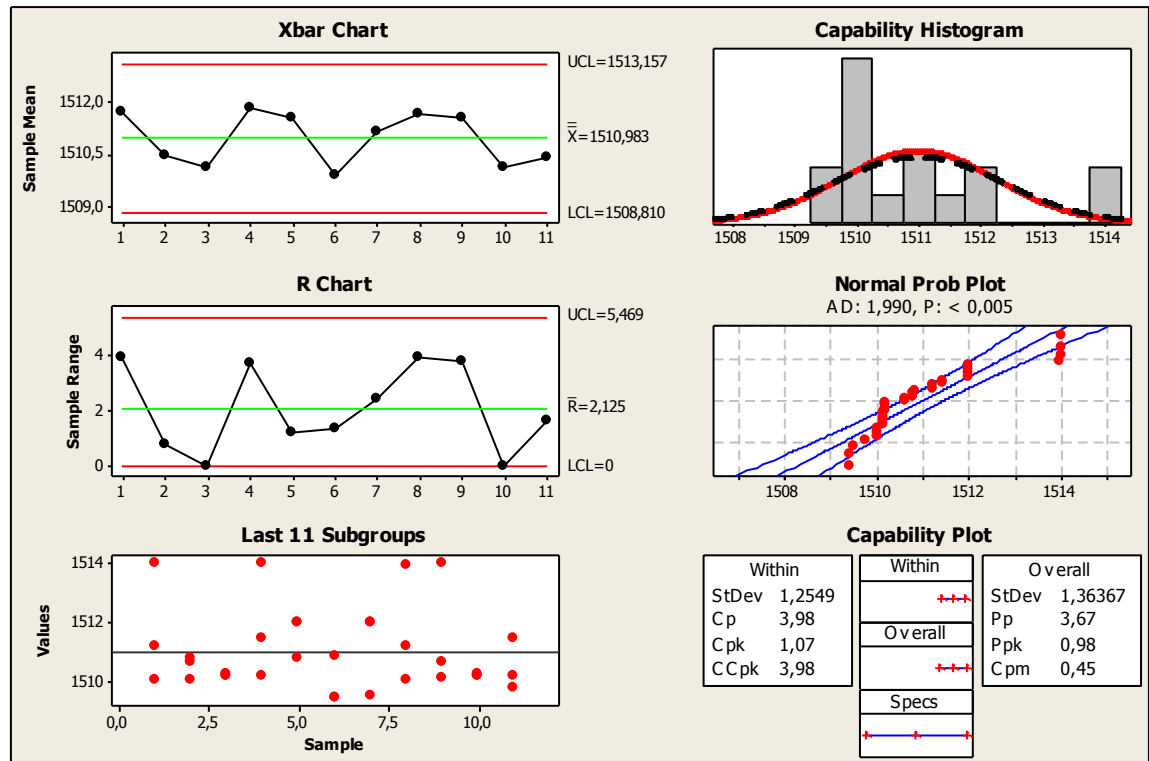 Xbar Chart
Sample Mean
1512,0
1510,5
1509,0
1 2 3 4 5 6 7 8 9 10 11
UCL=1513,157
X=1510,983
LCL=1508,810
R Chart
Sample Range
4
2
0
1 2 3 4 5 6 7 8 9 10 11
UCL=5,469
R=2,125
LCL=0
Last 11 Subgroups
Values
1514
1512
1510
0,0 2,5 5,0 7,5 10,0
Sample
Capability Histogram
1508 1509 1510 1511 1512 1513 1514
Normal Prob Plot
AD: 1,990, P: < 0,005
1508 1510 1512 1514
Capability Plot
Within
StDev 1,2549
Cp 3,98
Cpk 1,07
CCpk 3,98
Within
Overall
Specs
Overall
StDev 1,36367
Pp 3,67
Ppk 0,98
Cpm 0,45